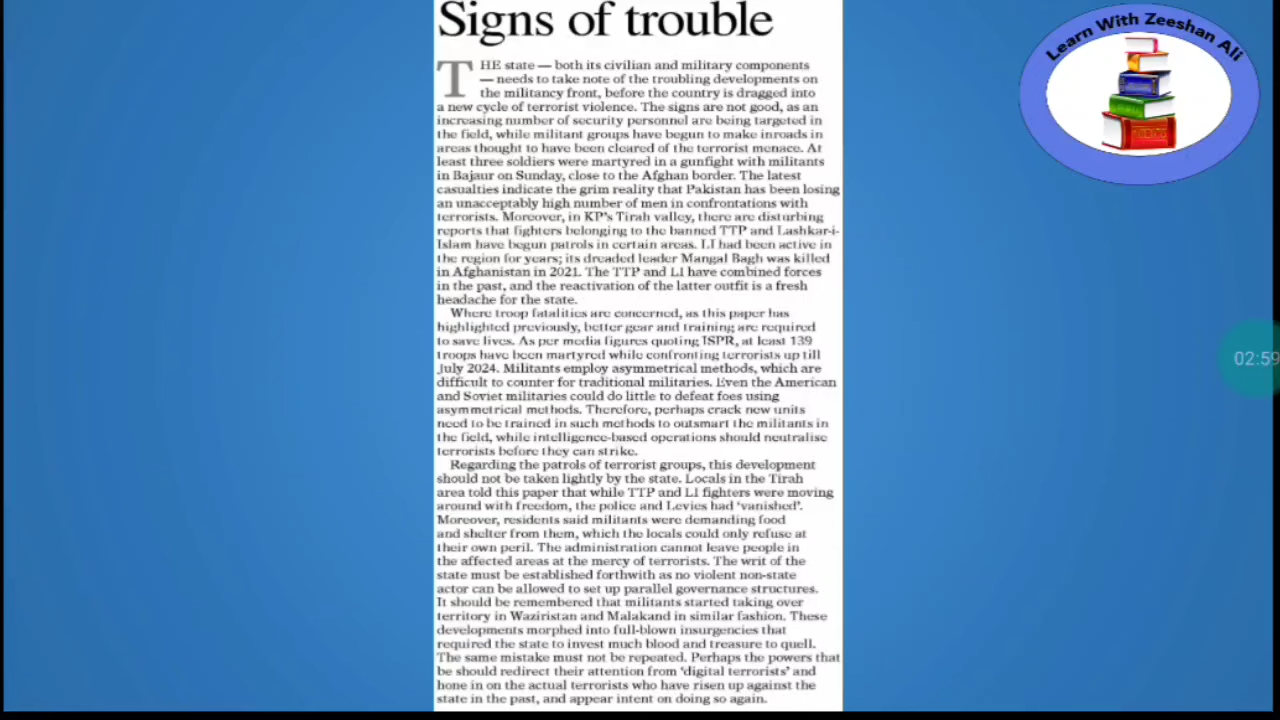 Signs of trouble
Learn With Zeeshan Ali
THE state — both its civilian and military components
— needs to take note of the troubling developments on
the militancy front, before the country is dragged into
a new cycle of terrorist violence. The signs are not good, as an
increasing number of security personnel are being targeted in
the field, while militant groups have begun to make inroads in
areas thought to have been cleared of the terrorist menace. At
least three soldiers were martyred in a gunfight with militants
in Bajaur on Sunday, close to the Afghan border. The latest
casualties indicate the grim reality that Pakistan has been losing
an unacceptably high number of men in confrontations with
terrorists. Moreover, in KP's Tirah valley, there are disturbing
reports that fighters belonging to the banned TTP and Lashkar-i-
Islam have begun patrols in certain areas. LI had been active in
the region for years; its dreaded leader Mangal Bagh was killed
in Afghanistan in 2021. The TTP and LI have combined forces
in the past, and the reactivation of the latter outfit is a fresh
headache for the state.
Where troop fatalities are concerned, as this paper has
highlighted previously, better gear and training are required
to save lives. As per media figures quoting ISPR, at least 139
troops have been martyred while confronting terrorists up till
July 2024. Militants employ asymmetrical methods, which are
difficult to counter for traditional militaries. Even the American
and Soviet militaries could do little to defeat foes using
asymmetrical methods. Therefore, perhaps crack new units
need to be trained in such methods to outsmart the militants in
the field, while intelligence-based operations should neutralise
terrorists before they can strike.
Regarding the patrols of terrorist groups, this development
should not be taken lightly by the state. Locals in the Tirah
area told this paper that while TTP and LI fighters were moving
around with freedom, the police and Levies had 'vanished'.
Moreover, residents said militants were demanding food
and shelter from them, which the locals could only refuse at
their own peril. The administration cannot leave people in
the affected areas at the mercy of terrorists. The writ of the
state must be established forthwith as no violent non-state
actor can be allowed to set up parallel governance structures.
It should be remembered that militants started taking over
territory in Waziristan and Malakand in similar fashion. These
developments morphed into full-blown insurgencies that
required the state to invest much blood and treasure to quell.
The same mistake must not be repeated. Perhaps the powers that
be should redirect their attention from 'digital terrorists' and
hone in on the actual terrorists who have risen up against the
state in the past, and appear intent on doing so again.
02:59